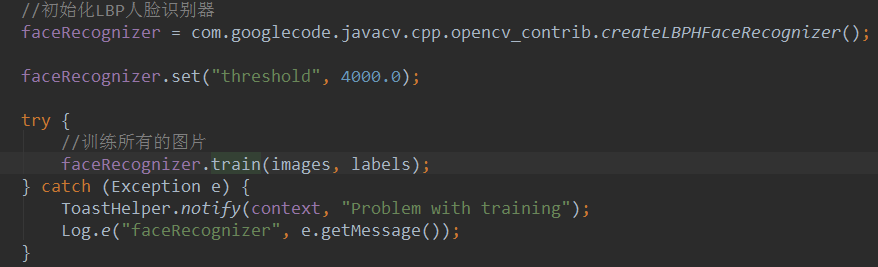 //初始化LBP人脸识别器
faceRecognizer = com.googlecode.javacv.cpp.opencv_contrib.createLBPHFaceRecognizer();
faceRecognizer.set("threshold", 4000.0);
try {
//训练所有的图片
faceRecognizer.train(images, labels);
} catch (Exception e) {
ToastHelper.notify(context, "Problem with training");
Log.e("faceRecognizer", e.getMessage());
}